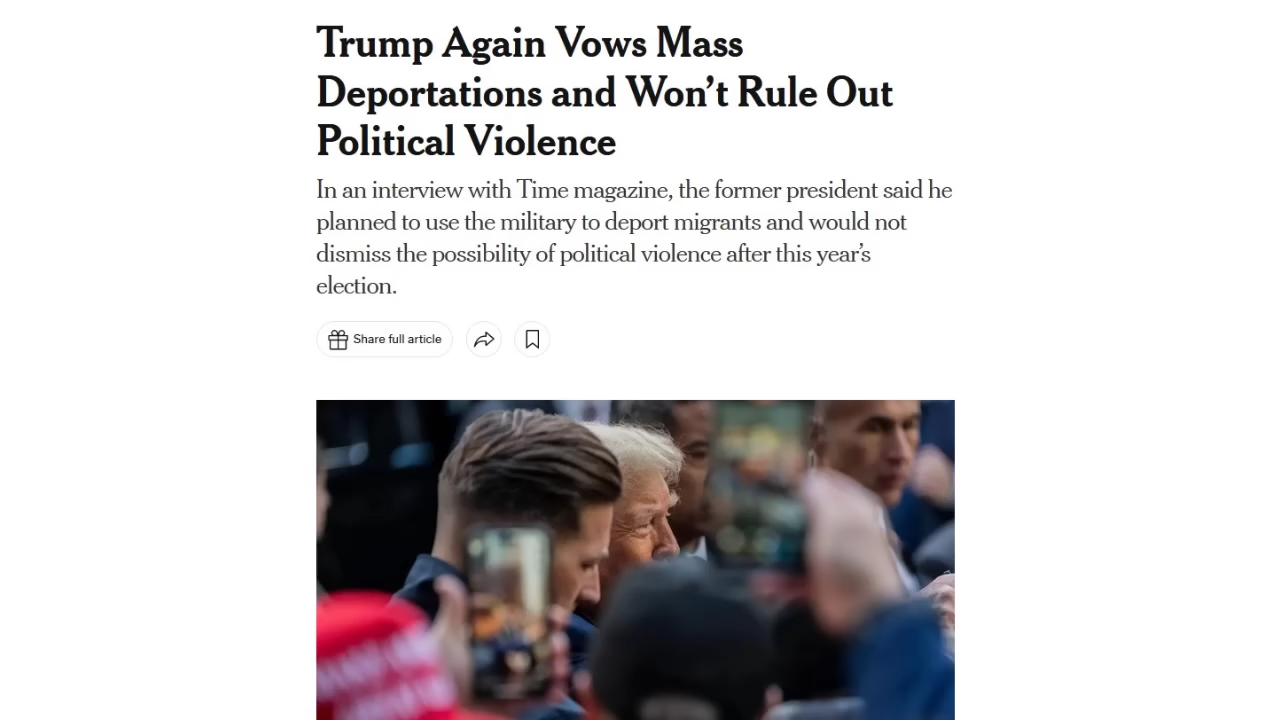 Trump Again Vows Mass
Deportations and Won’t Rule Out
Political Violence
In an interview with Time magazine, the former president said he
planned to use the military to deport migrants and would not
dismiss the possibility of political violence after this year’s
election.
Share full article